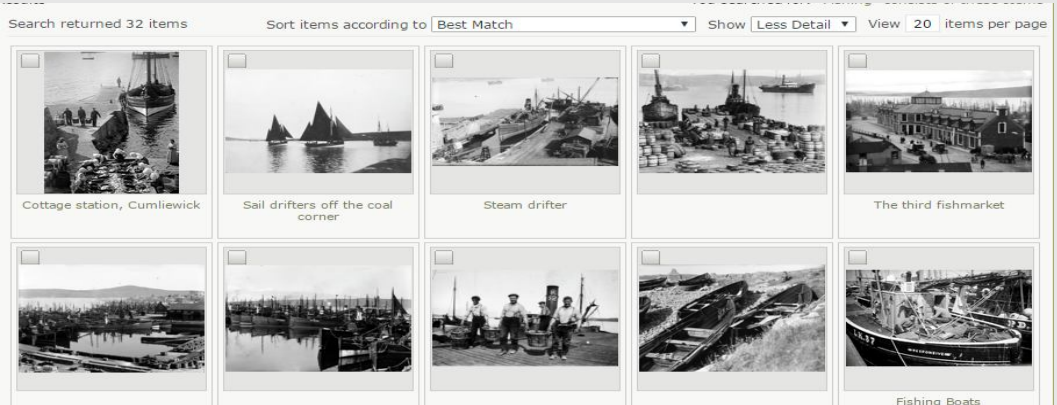 Search returned 32 items
Sort items according to Best Match Show Less Detail View 20 items per page
Cottage station, Cumliewick
Sail drifters off the coal
corner
Steam drifter
The third fishmarket
Fishing Boats